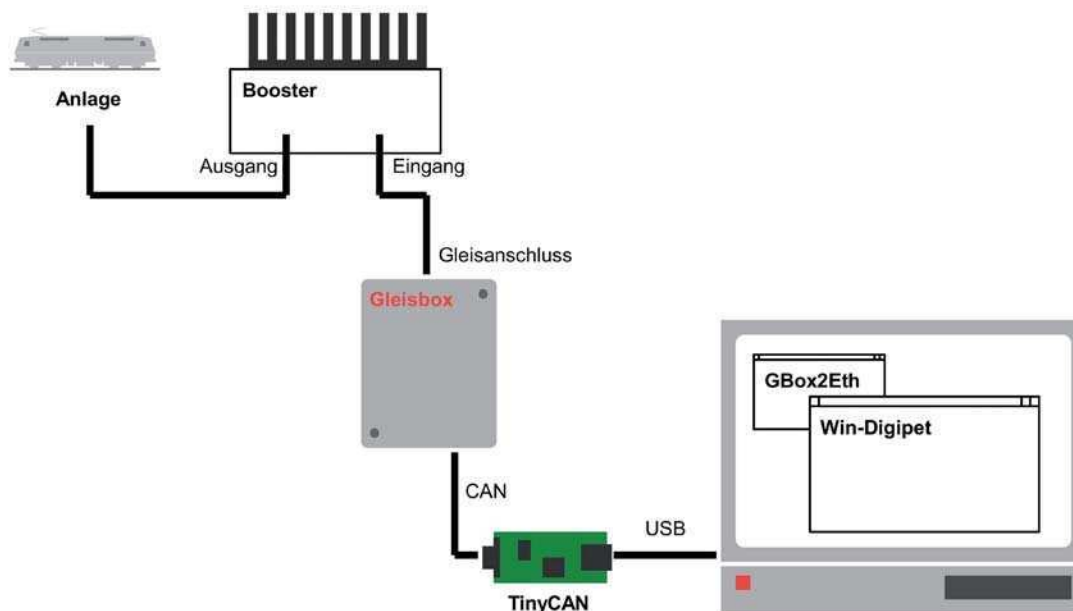 Anlage
Booster
Ausgang
Eingang
Gleisanschluss
Gleisbox
GBox2Eth
Win-Digipet
CAN
USB
TinyCAN